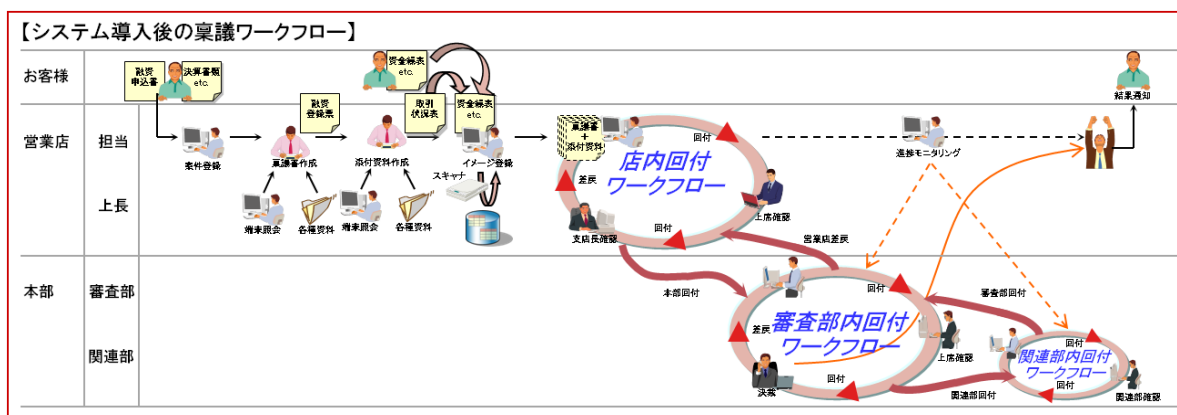 【システム導入後の稟議ワークフロー】
お客様
融資
申込書
決算書類
etc.
資金繰表
etc.
結果通知
営業店
担当
上長
案件登録
融資
登録票
稟議書作成
端末照会
各種資料
取引
状況表
添付資料作成
端末照会
各種資料
資金繰表
etc.
イメージ登録
スキャナ
稟議書
+
添付資料
回付
店内回付
ワークフロー
差戻
上席確認
支店長確認
回付
進捗モニタリング
営業店差戻
本部
審査部
関連部
本部回付
回付
審査部内回付
ワークフロー
差戻
上席確認
決裁
回付
審査部回付
関連部回付
回付
関連部内回付
ワークフロー
回付
関連部確認